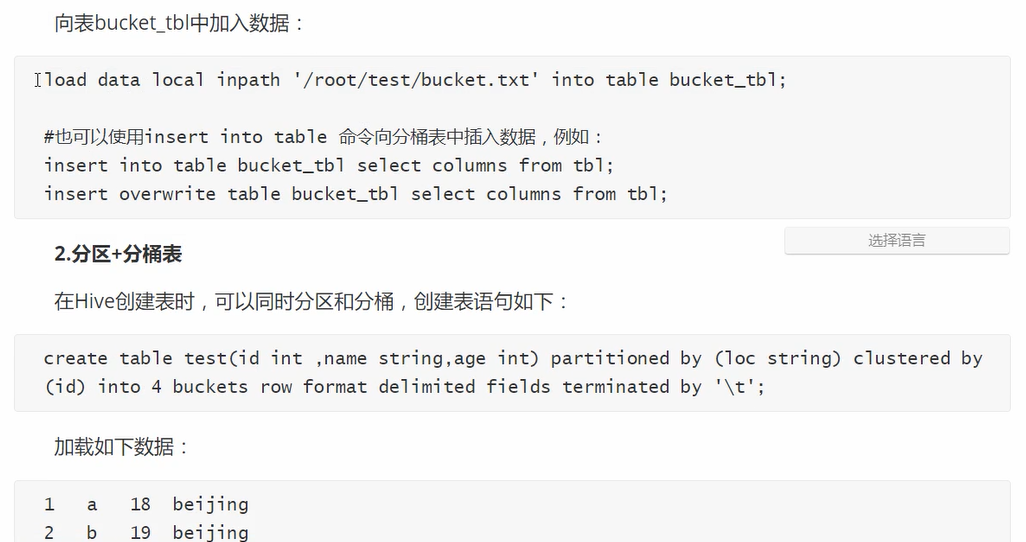 向表bucket_tbl中加入数据：
load data local inpath '/root/test/bucket.txt' into table bucket_tbl;
#也可以使用insert into table 命令向分桶表中插入数据，例如：
insert into table bucket_tbl select columns from tbl;
insert overwrite table bucket_tbl select columns from tbl;
选择语言
2.分区+分桶表
在Hive创建表时，可以同时分区和分桶，创建表语句如下：
create table test(id int ,name string,age int) partitioned by (loc string) clustered by
(id) into 4 buckets row format delimited fields terminated by '\t';
加载如下数据：
1 a 18 beijing
2 b 19 beijing